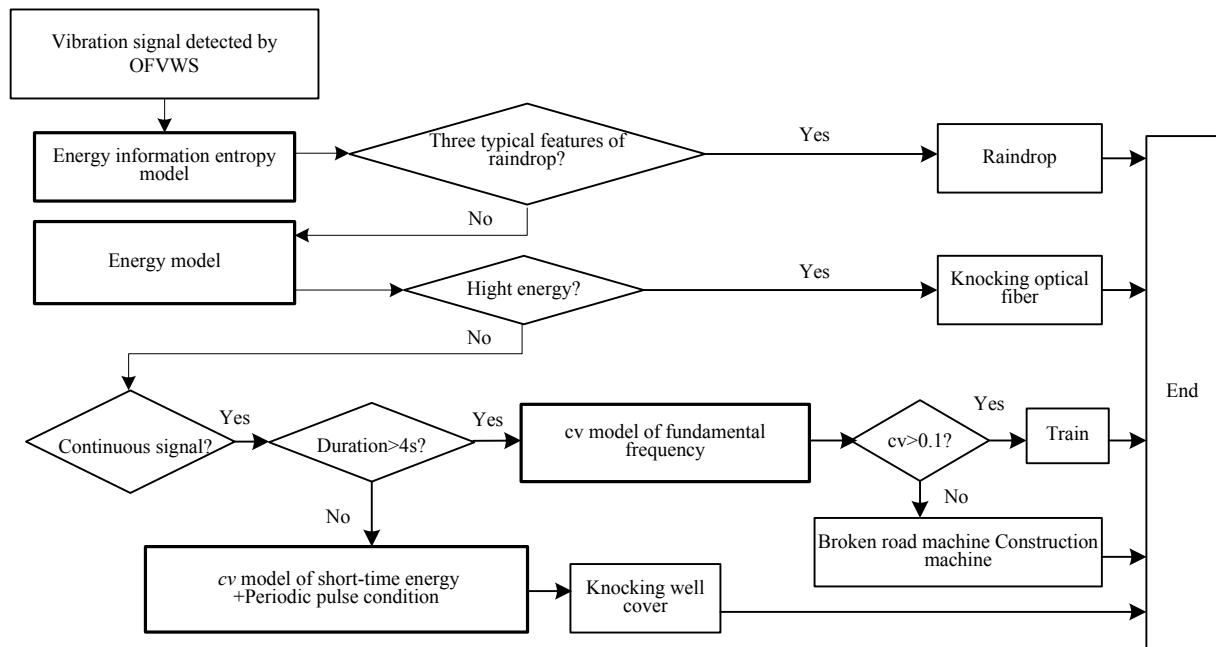 Vibration signal detected by
OFVWS
Energy information entropy
model
Three typical features of
raindrop?
Yes
Raindrop
No
Energy model
Hight energy?
Yes
Knocking optical
fiber
No
End
Continuous signal?
Yes
Duration>4s?
Yes
cv model of fundamental
frequency
cv>0.1?
Yes
Train
No
No
Broken road machine Construction
machine
cv model of short-time energy
+Periodic pulse condition
Knocking well
cover